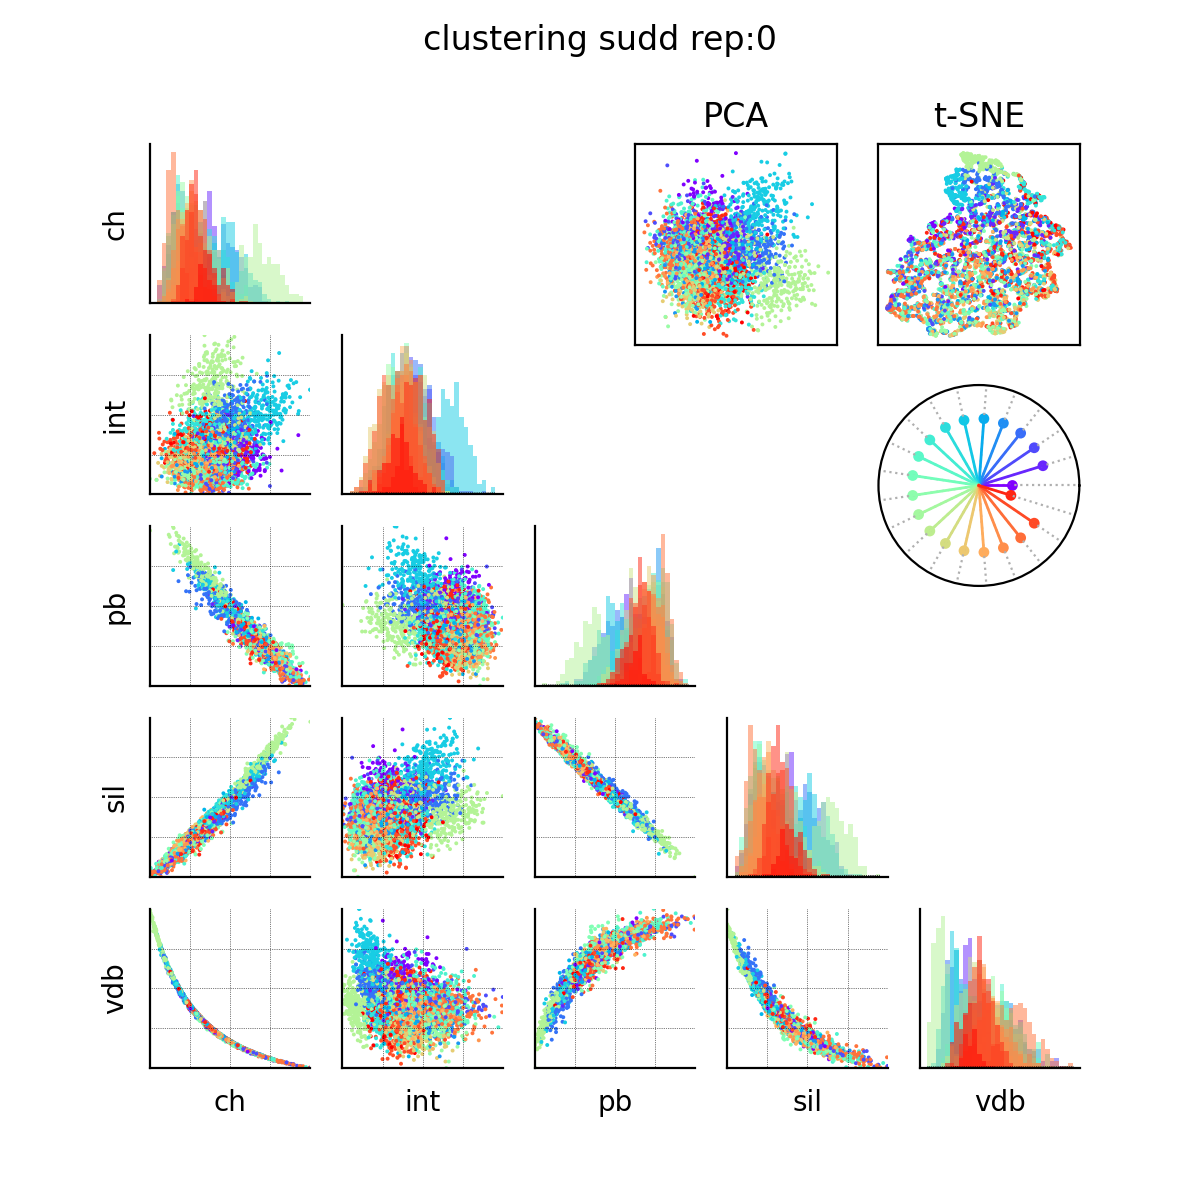 clustering sudd rep:0
PCA
t-SNE
ch
int
pb
sil
vdb
ch
int
pb
sil
vdb